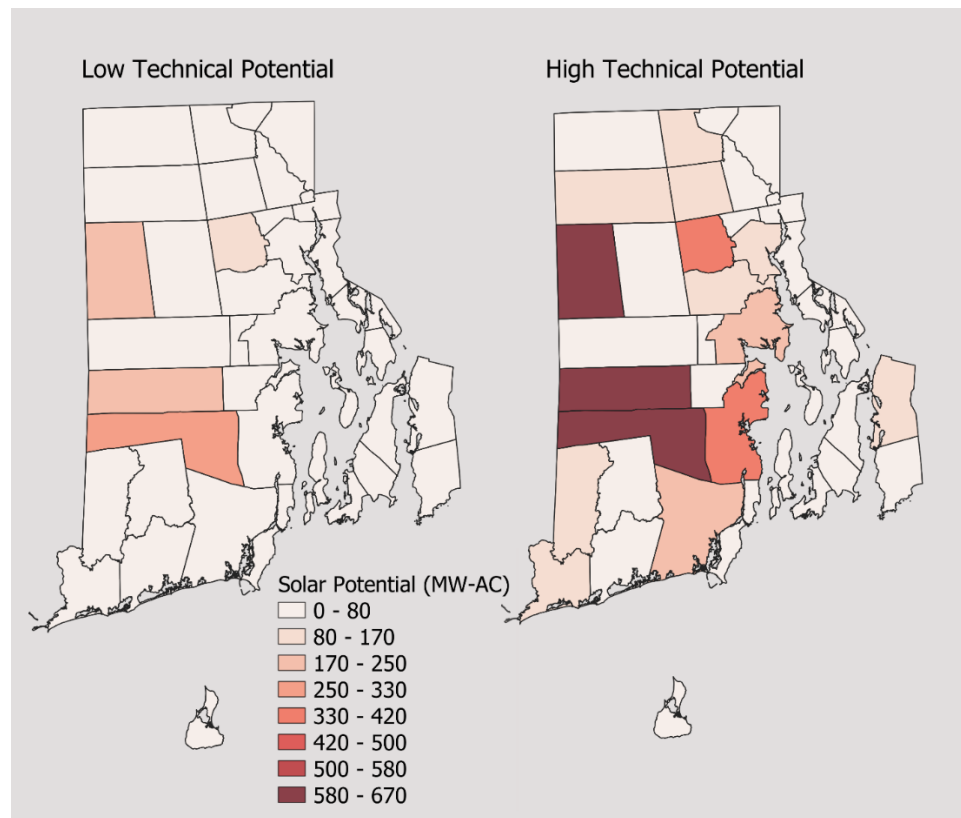 Low Technical Potential
High Technical Potential
Solar Potential (MW-AC)
0 - 80
80 - 170
170 - 250
250 - 330
330 - 420
420 - 500
500 - 580
580 - 670